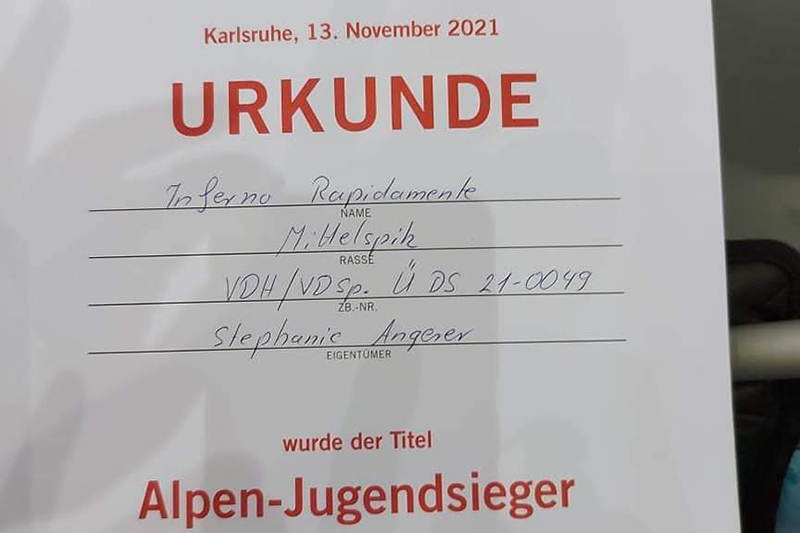 Karlsruhe, 13. November 2021
URKUNDE
Inferno Rapidamente
NAME
Mittelspitz
RASSE
VDH/VDSp. Ü DS 21-0049
ZB.-NR.
Stephanie Angerer
EIGENTÜMER
wurde der Titel
Alpen-Jugendsieger